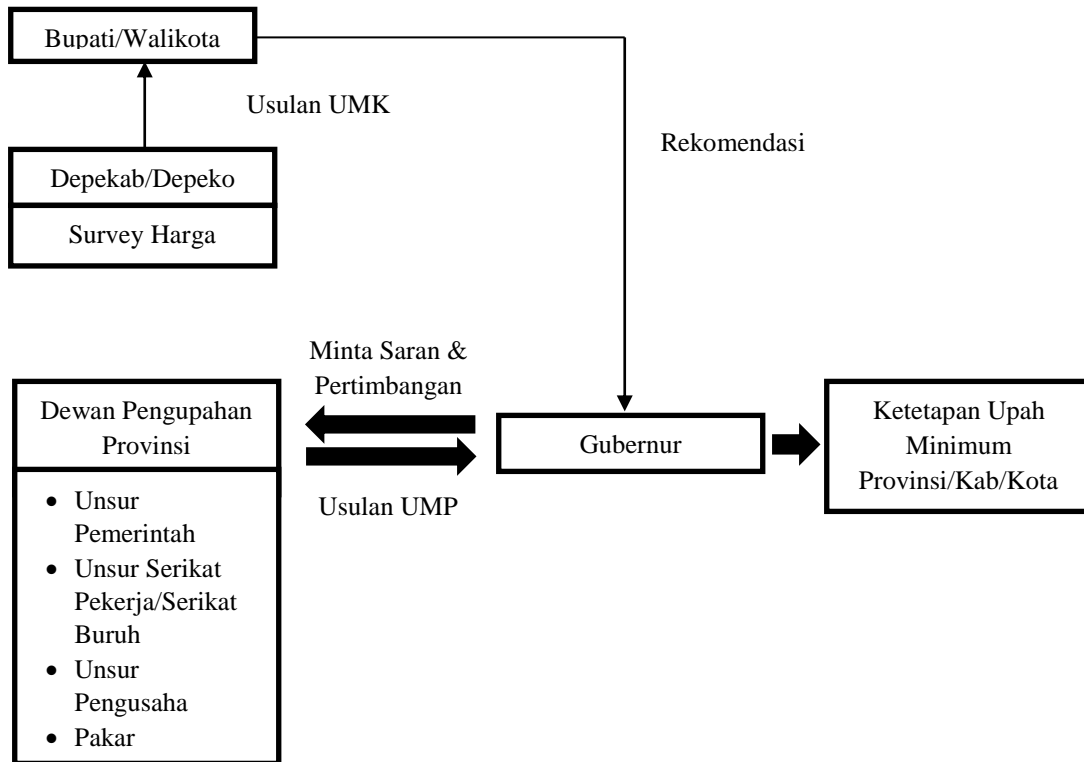 Bupati/Walikota
Usulan UMK
Rekomendasi
Depekab/Depeko
Survey Harga
Minta Saran &
Pertimbangan
Dewan Pengupahan
Provinsi
Gubernur
Ketetapan Upah
Minimum
Provinsi/Kab/Kota
Usulan UMP
• Unsur
Pemerintah
• Unsur Serikat
Pekerja/Serikat
Buruh
• Unsur
Pengusaha
• Pakar